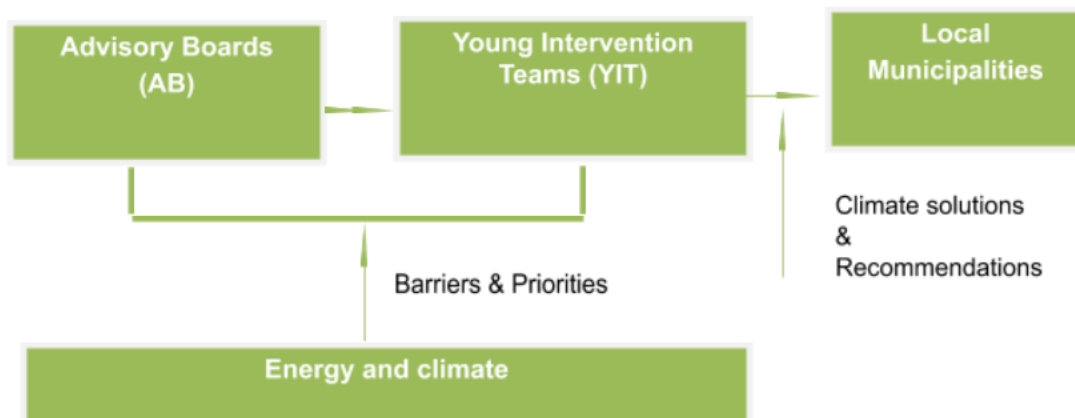 Advisory Boards
(AB)
Young Intervention
Teams (YIT)
Local
Municipalities
Climate solutions
&
Recommendations
Barriers & Priorities
Energy and climate